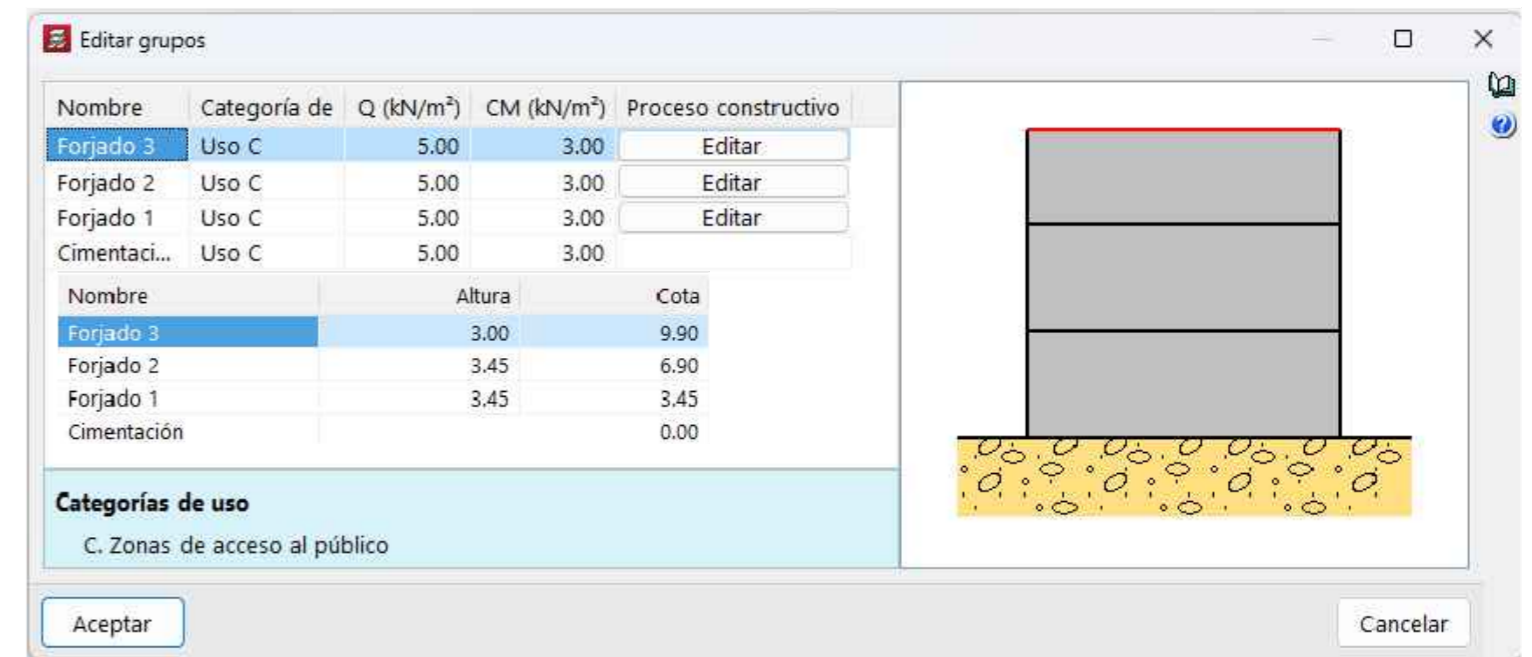 Editar grupos
Nombre Categoría de Q (kN/m²) CM (kN/m²) Proceso constructivo
Forjado 3 Uso C 5.00 3.00 Editar
Forjado 2 Uso C 5.00 3.00 Editar
Forjado 1 Uso C 5.00 3.00 Editar
Cimentaci... Uso C 5.00 3.00
Nombre Altura Cota
Forjado 3 3.00 9.90
Forjado 2 3.45 6.90
Forjado 1 3.45 3.45
Cimentación 0.00
Categorías de uso
C. Zonas de acceso al público
Aceptar Cancelar